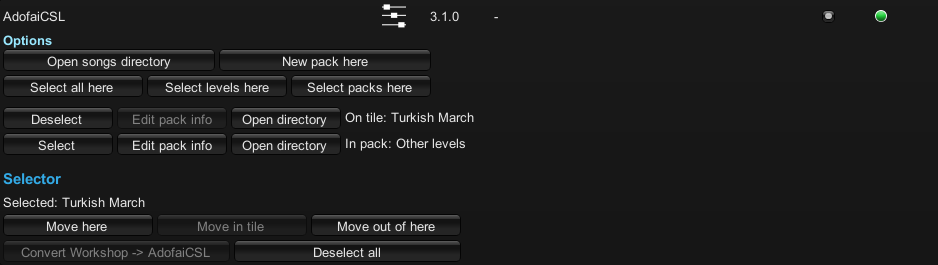 AdofaiCSL 3.1.0 -
Options
Open songs directory New pack here
Select all here Select levels here Select packs here
Deselect Edit pack info Open directory On tile: Turkish March
Select Edit pack info Open directory In pack: Other levels
Selector
Selected: Turkish March
Move here Move in tile Move out of here
Convert Workshop -> AdofaiCSL Deselect all